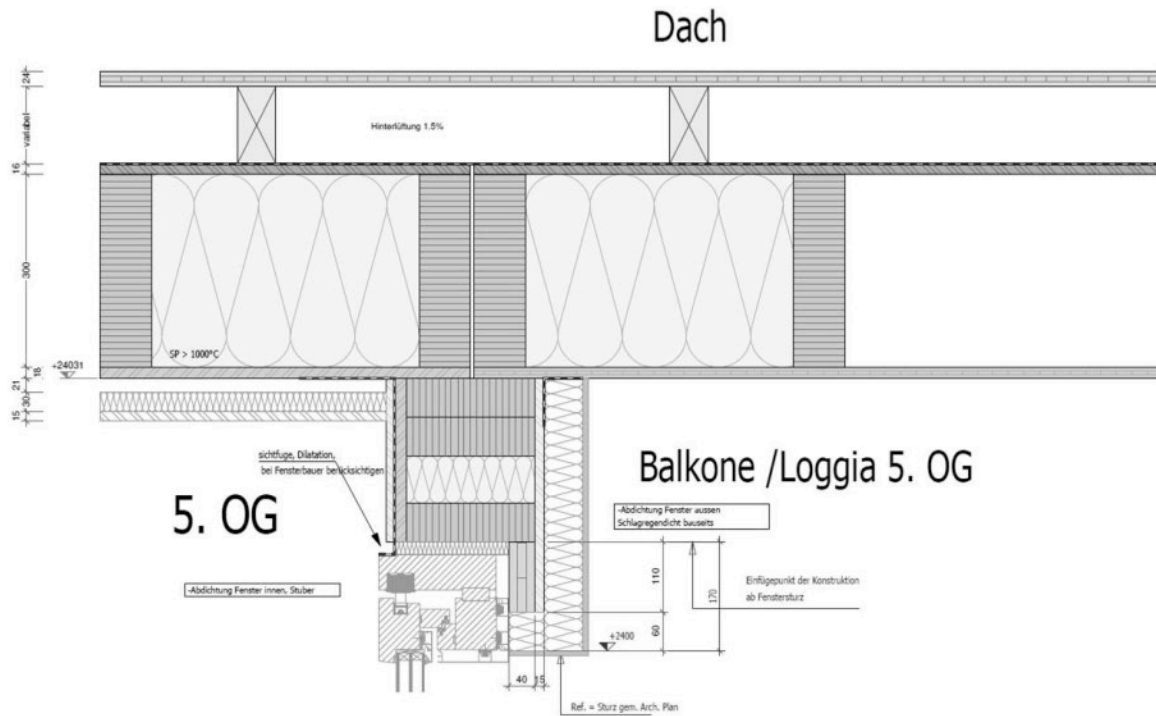 Dach
24
variabel
Hinterlüftung 1.5%
16
300
SP > 1000°C
+24031
18
21
30
15
sichtfuge, Dilatation,
bei Fensterbauer berücksichtigen
5. OG
Balkone /Loggia 5. OG
-Abdichtung Fenster aussen
Schlagregendicht bauseits
-Abdichtung Fenster innen, Stuber
110
170
60
Einfügepunkt der Konstruktion
ab Fenstersturz
+2400
40
15
Ref. = Sturz gem. Arch. Plan